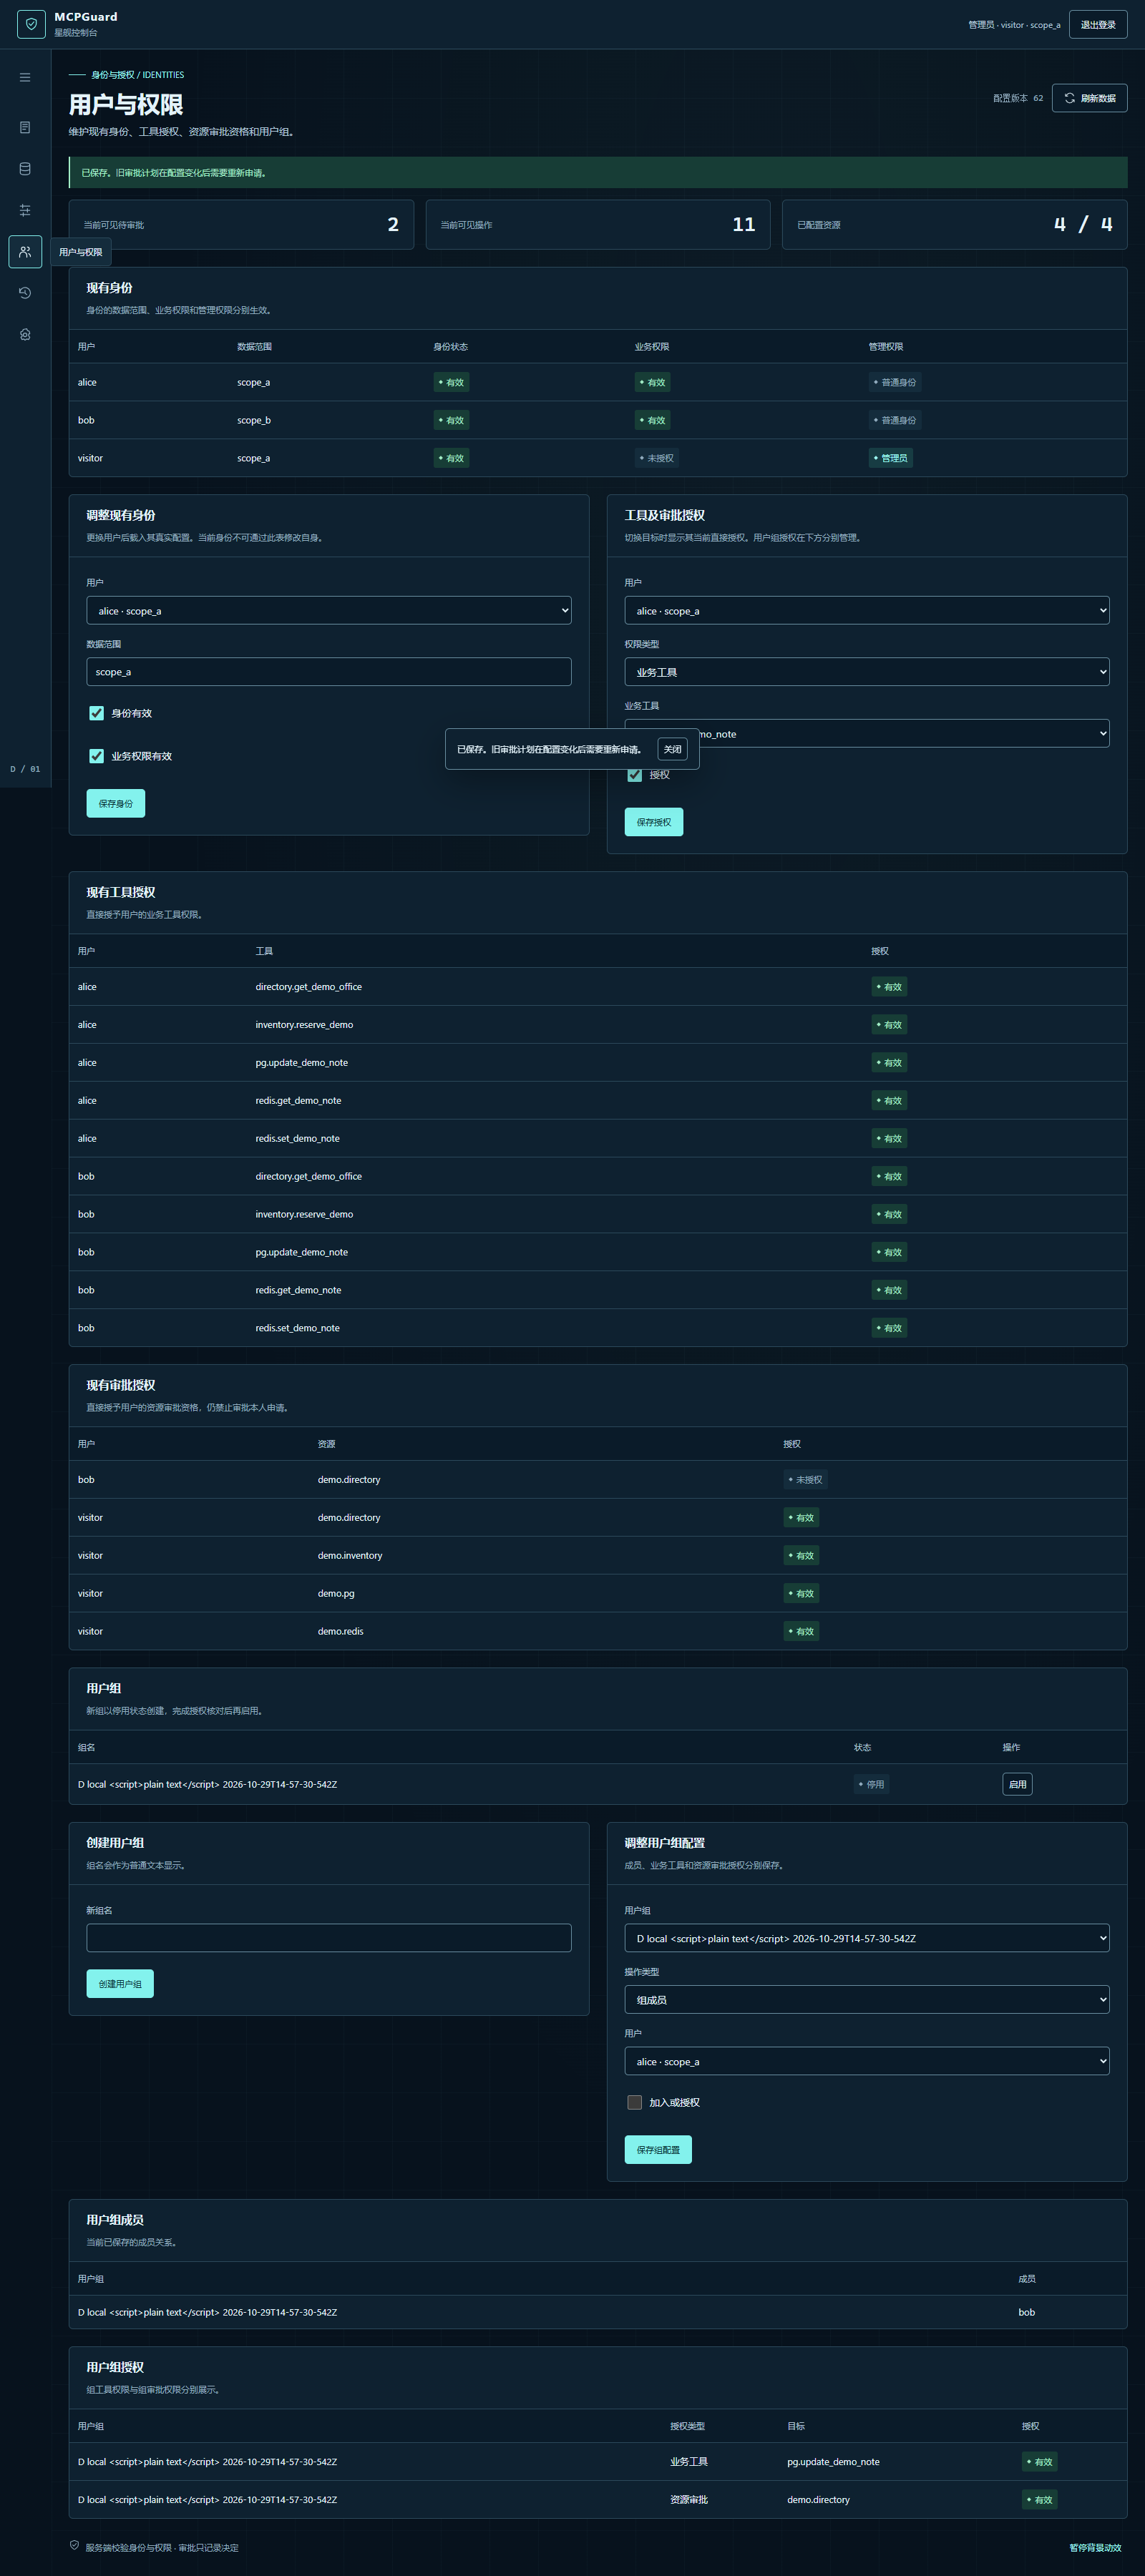 MCPGuard
星舰控制台
管理员 · visitor · scope_a
退出登录
身份与授权 / IDENTITIES
用户与权限
维护现有身份、工具授权、资源审批资格和用户组。
配置版本 62
刷新数据
已保存。旧审批计划在配置变化后需要重新申请。
当前可见待审批 2
当前可见操作 11
已配置资源 4 / 4
用户与权限
现有身份
身份的数据范围、业务权限和管理权限分别生效。
用户 数据范围 身份状态 业务权限 管理权限
alice scope_a 有效 有效 普通身份
bob scope_b 有效 有效 普通身份
visitor scope_a 有效 未授权 管理员
调整现有身份
更换用户后载入其真实配置。当前身份不可通过此表修改自身。
用户
alice · scope_a
数据范围
scope_a
身份有效
业务权限有效
保存身份
工具及审批授权
切换目标时显示其当前直接授权。用户组授权在下方分别管理。
用户
alice · scope_a
权限类型
业务工具
业务工具
mo_note
授权
保存授权
已保存。旧审批计划在配置变化后需要重新申请。
关闭
D / 01
现有工具授权
直接授予用户的业务工具权限。
用户 工具 授权
alice directory.get_demo_office 有效
alice inventory.reserve_demo 有效
alice pg.update_demo_note 有效
alice redis.get_demo_note 有效
alice redis.set_demo_note 有效
bob directory.get_demo_office 有效
bob inventory.reserve_demo 有效
bob pg.update_demo_note 有效
bob redis.get_demo_note 有效
bob redis.set_demo_note 有效
现有审批授权
直接授予用户的资源审批资格，仍禁止审批本人申请。
用户 资源 授权
bob demo.directory 未授权
visitor demo.directory 有效
visitor demo.inventory 有效
visitor demo.pg 有效
visitor demo.redis 有效
用户组
新组以停用状态创建，完成授权核对后再启用。
组名 状态 操作
D local <script>plain text</script> 2026-10-29T14-57-30-542Z 停用 启用
创建用户组
组名会作为普通文本显示。
新组名
创建用户组
调整用户组配置
成员、业务工具和资源审批授权分别保存。
用户组
D local <script>plain text</script> 2026-10-29T14-57-30-542Z
操作类型
组成员
用户
alice · scope_a
加入或授权
保存组配置
用户组成员
当前已保存的成员关系。
用户组 成员
D local <script>plain text</script> 2026-10-29T14-57-30-542Z bob
用户组授权
组工具权限与组审批权限分别展示。
用户组 授权类型 目标 授权
D local <script>plain text</script> 2026-10-29T14-57-30-542Z 业务工具 pg.update_demo_note 有效
D local <script>plain text</script> 2026-10-29T14-57-30-542Z 资源审批 demo.directory 有效
服务端校验身份与权限 · 审批只记录决定
暂停背景动效